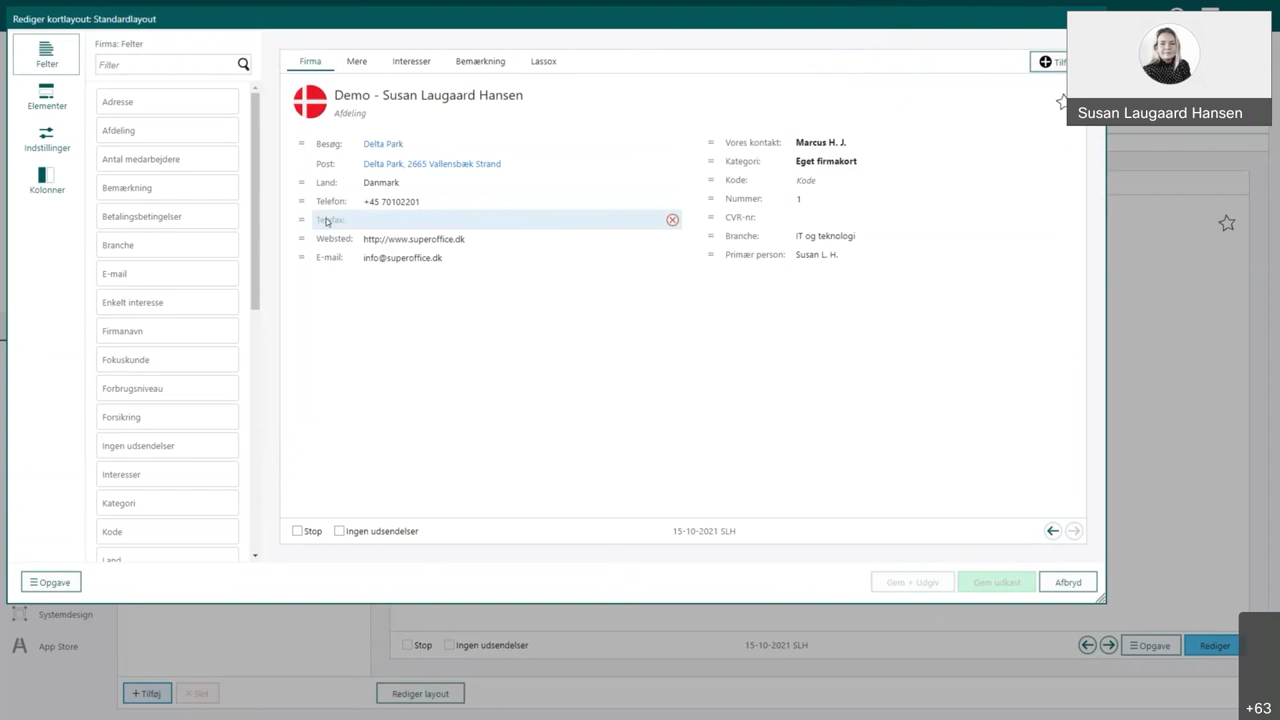 Rediger kortlayout: Standardlayout
Susan Laugaard Hansen
Felter
Elementer
Indstillinger
Kolonner
Firma: Felter
Filter
Adresse
Afdeling
Antal medarbejdere
Bemærkning
Betalingsbetingelser
Branche
E-mail
Enkelt interesse
Firmanavn
Fokuskunde
Forbrugsniveau
Forsikring
Ingen udsendelser
Interesser
Kategori
Kode
Land
Firma Mere Interesser Bemærkning Lassox
Demo - Susan Laugaard Hansen
Afdeling
Besøg: Delta Park
Post: Delta Park, 2665 Vallensbæk Strand
Land: Danmark
Telefon: +45 70102201
Websted: http://www.superoffice.dk
E-mail: info@superoffice.dk
Vores kontakt: Marcus H. J.
Kategori: Eget firmakort
Kode: Kode
Nummer: 1
CVR-nr:
Branche: IT og teknologi
Primær person: Susan L. H.
Stop Ingen udsendelser 15-10-2021 SLH
Opgave Gem + Udgiv Gem udkast Afbryd
Systemdesign
App Store
Stop Ingen udsendelser 15-10-2021 SLH Opgave Rediger
+ Tilføj × Slet Rediger layout
+63